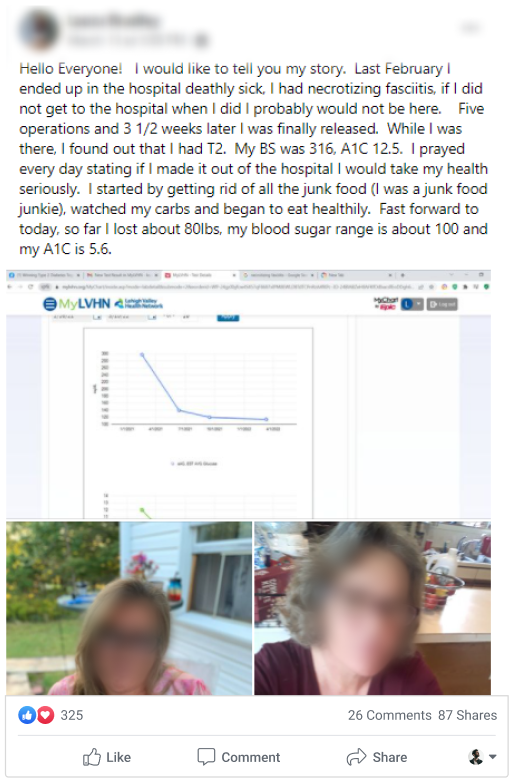 Hello Everyone!   I would like to tell you my story.  Last February I
ended up in the hospital deathly sick, I had necrotizing fasciitis, if I did
not get to the hospital when I did I probably would not be here.    Five
operations and 3 1/2 weeks later I was finally released.  While I was
there, I found out that I had T2.  My BS was 316, A1C 12.5.  I prayed
every day stating if I made it out of the hospital I would take my health
seriously.  I started by getting rid of all the junk food (I was a junk food
junkie), watched my carbs and began to eat healthily.  Fast forward to
today, so far I lost about 80lbs, my blood sugar range is about 100 and
my A1C is 5.6.
MyLVHN Lehigh Valley Health Network
MyChart
Epic
Log out
325
26 Comments 87 Shares
Like
Comment
Share